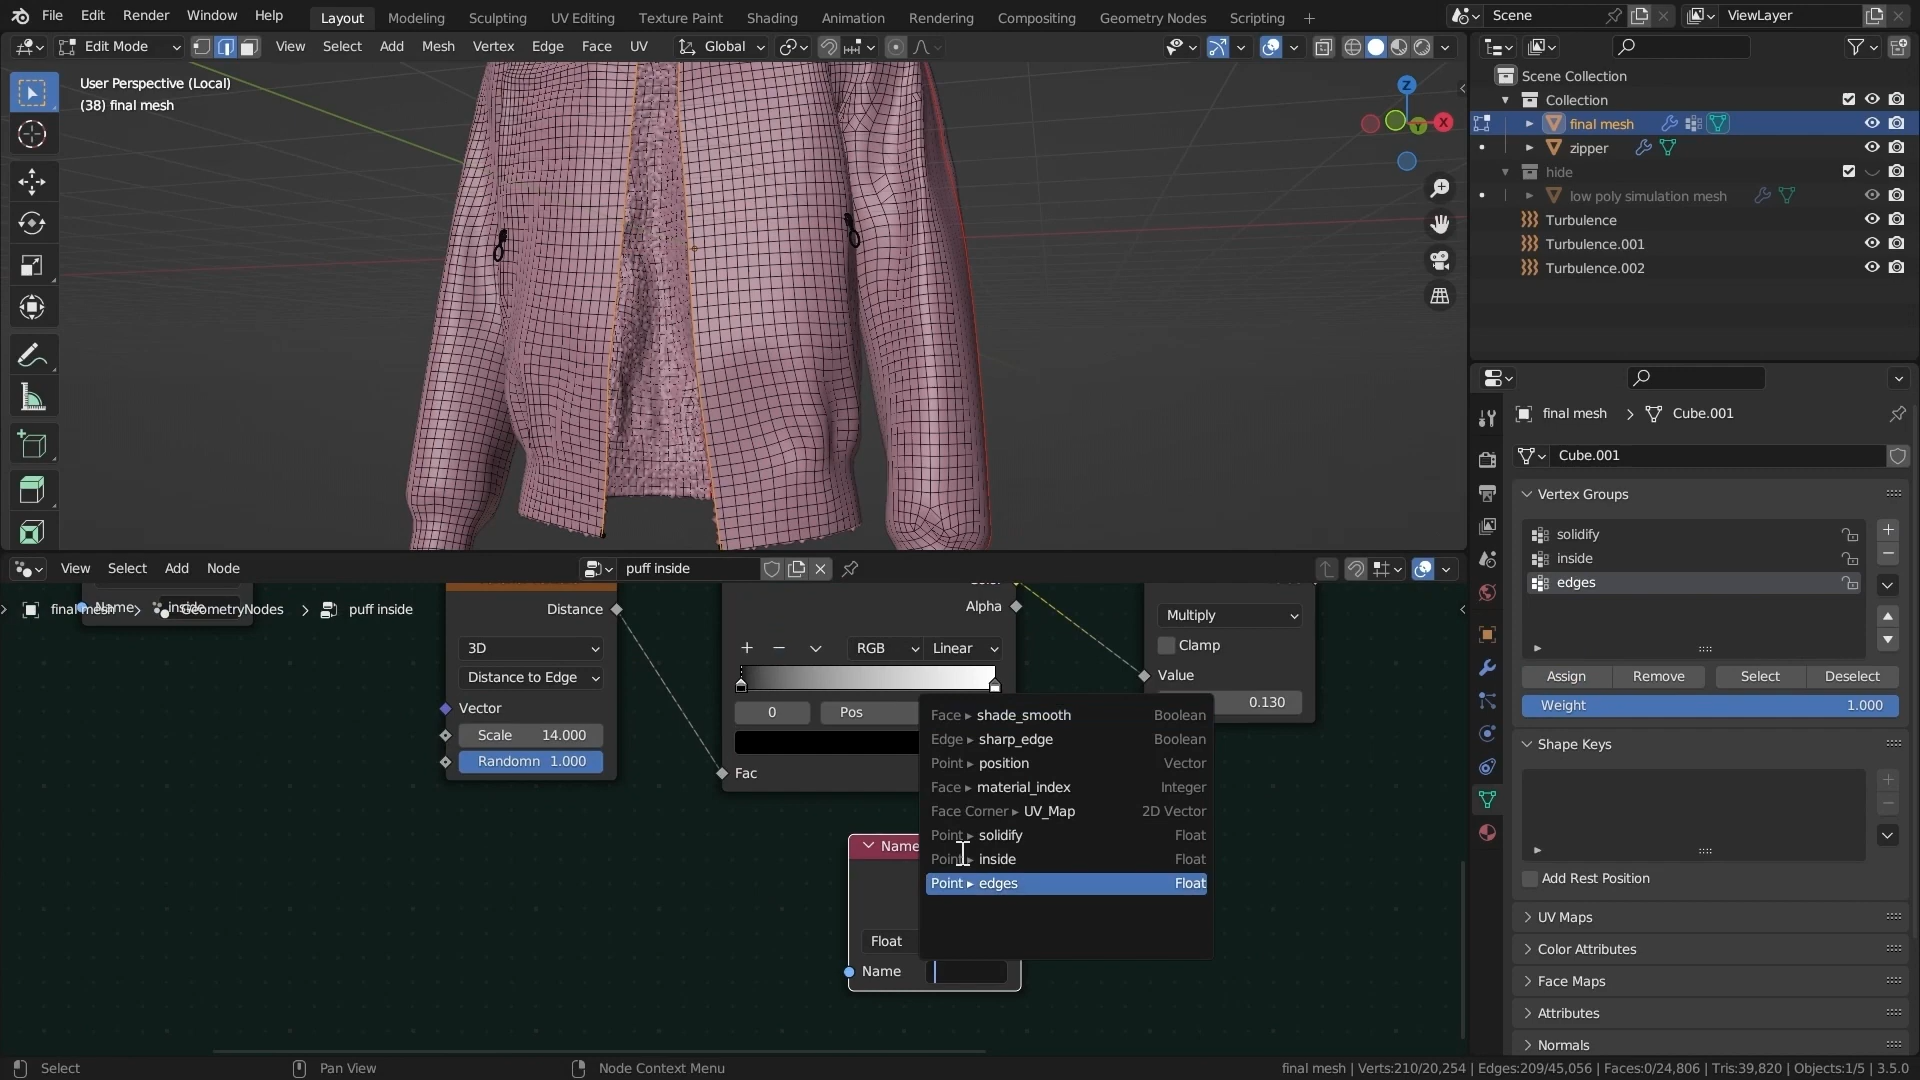 File Edit Render Window Help Layout Modeling Sculpting UV Editing Texture Paint Shading Animation Rendering Compositing Geometry Nodes Scripting + Scene ViewLayer
Edit Mode View Select Add Mesh Vertex Edge Face UV Global
User Perspective (Local)
(38) final mesh
Z
Y
X
Scene Collection
Collection
final mesh
zipper
hide
low poly simulation mesh
Turbulence
Turbulence.001
Turbulence.002
final mesh > Cube.001
Cube.001
Vertex Groups
solidify
inside
edges
Assign Remove Select Deselect
Weight 1.000
Shape Keys
Add Rest Position
UV Maps
Color Attributes
Face Maps
Attributes
Normals
View Select Add Node puff inside
Name inside
final mesh > GeometryNodes > puff inside
Distance
3D
Distance to Edge
Vector
Scale 14.000
Randomn 1.000
Alpha
RGB Linear
0 Pos
Fac
Multiply
Clamp
Value
0.130
Face ▸ shade_smooth Boolean
Edge ▸ sharp_edge Boolean
Point ▸ position Vector
Face ▸ material_index Integer
Face Corner ▸ UV_Map 2D Vector
Point ▸ solidify Float
Point ▸ inside Float
Point ▸ edges Float
Name
Float
Name
Select Pan View Node Context Menu final mesh | Verts:210/20,254 | Edges:209/45,056 | Faces:0/24,806 | Tris:39,820 | Objects:1/5 | 3.5.0